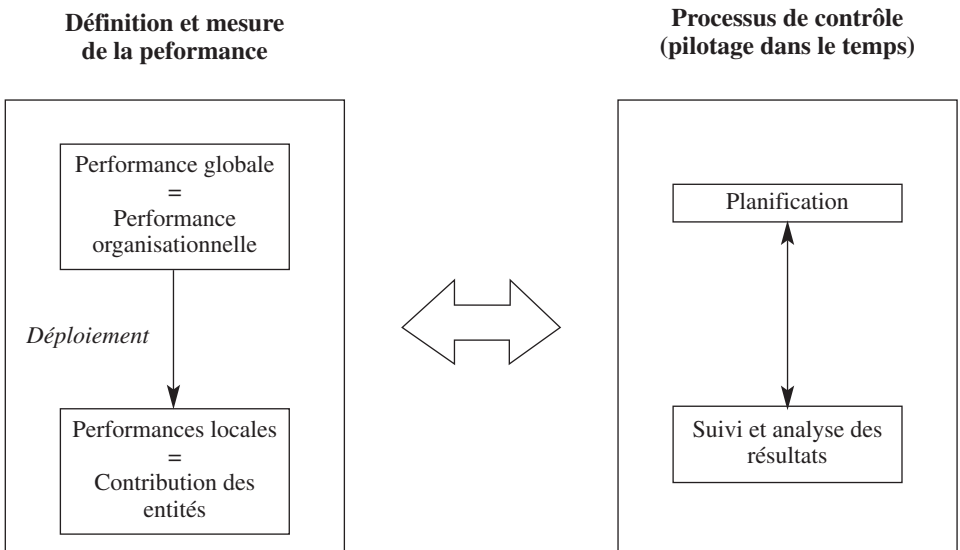 Définition et mesure
de la peformance
Processus de contrôle
(pilotage dans le temps)
Performance globale
=
Performance
organisationnelle
Déploiement
Performances locales
=
Contribution des
entités
Planification
Suivi et analyse des
résultats